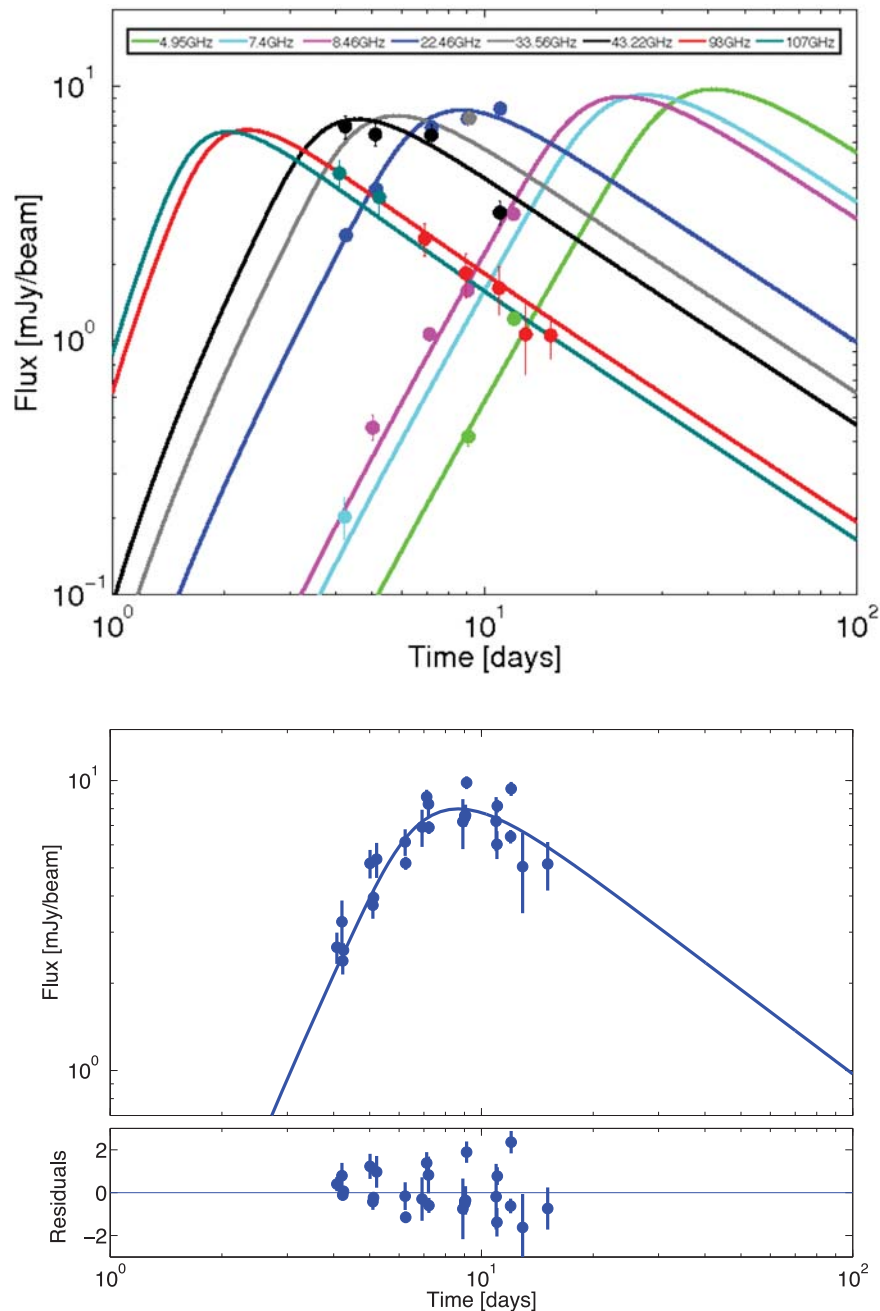 4.95GHz 7.4GHz 8.46GHz 22.46GHz 33.56GHz 43.22GHz 93GHz 107GHz
10^1
10^0
10^-1
Flux [mJy/beam]
10^0 10^1 10^2
Time [days]
10^1
10^0
Flux [mJy/beam]
2
0
−2
Residuals
10^0 10^1 10^2
Time [days]